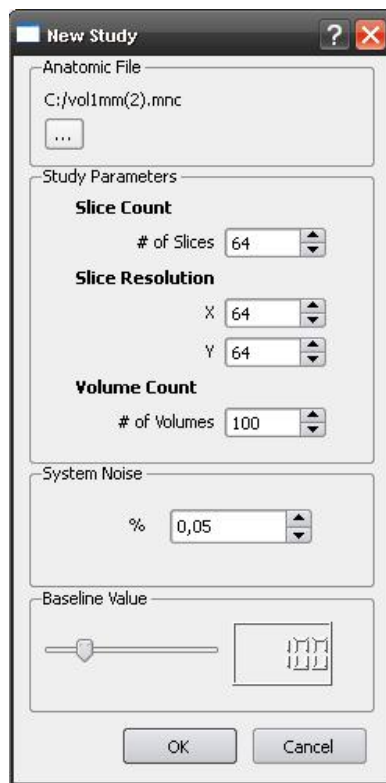 New Study
?
Anatomic File
C:/vol1mm(2).mnc
...
Study Parameters
Slice Count
# of Slices 64
Slice Resolution
X 64
Y 64
Volume Count
# of Volumes 100
System Noise
% 0,05
Baseline Value
100
OK Cancel